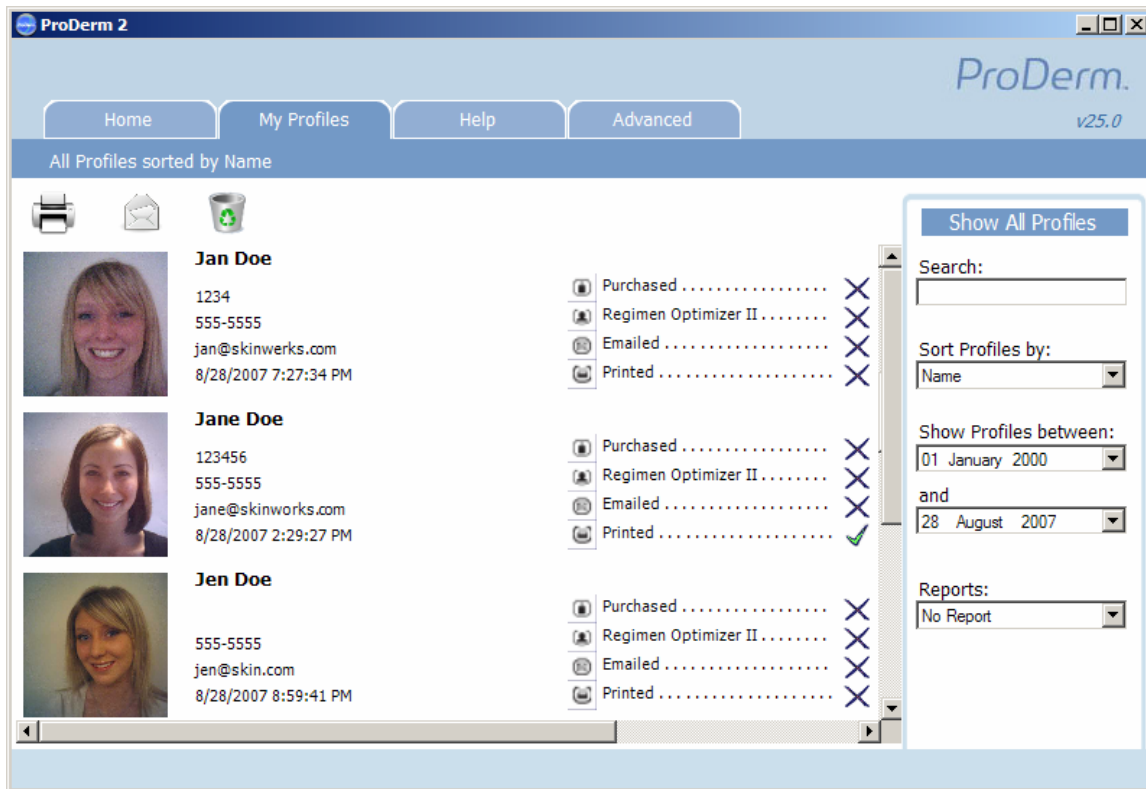 ProDerm 2
ProDerm.
v25.0
Home
My Profiles
Help
Advanced
All Profiles sorted by Name
Jan Doe
1234
555-5555
jan@skinwerks.com
8/28/2007 7:27:34 PM
Purchased .................
Regimen Optimizer II ........
Emailed ...................
Printed ....................
Jane Doe
123456
555-5555
jane@skinworks.com
8/28/2007 2:29:27 PM
Purchased .................
Regimen Optimizer II ........
Emailed ...................
Printed ....................
Jen Doe
555-5555
jen@skin.com
8/28/2007 8:59:41 PM
Purchased .................
Regimen Optimizer II ........
Emailed ...................
Printed ....................
Show All Profiles
Search:
Sort Profiles by:
Name
Show Profiles between:
01 January 2000
and
28 August 2007
Reports:
No Report